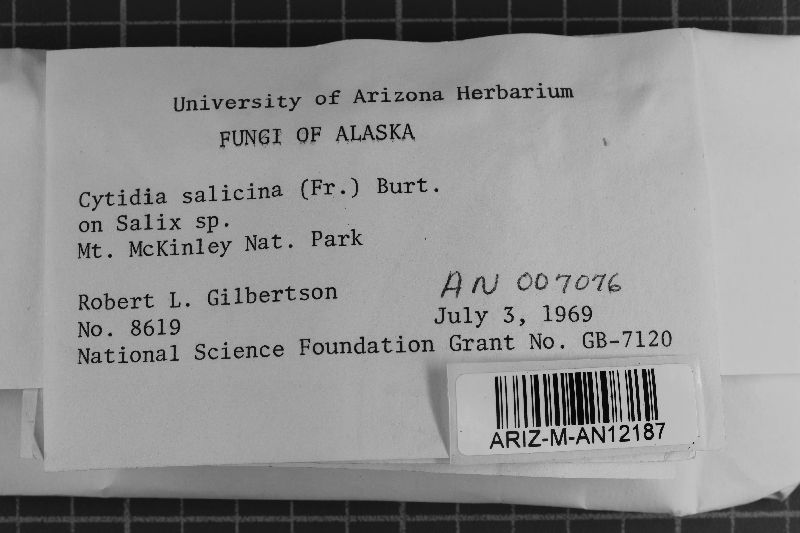 University of Arizona Herbarium
FUNGI OF ALASKA
Cytidia salicina (Fr.) Burt.
on Salix sp.
Mt. McKinley Nat. Park
AN 007076
Robert L. Gilbertson
No. 8619
July 3, 1969
National Science Foundation Grant No. GB-7120
ARIZ-M-AN12187